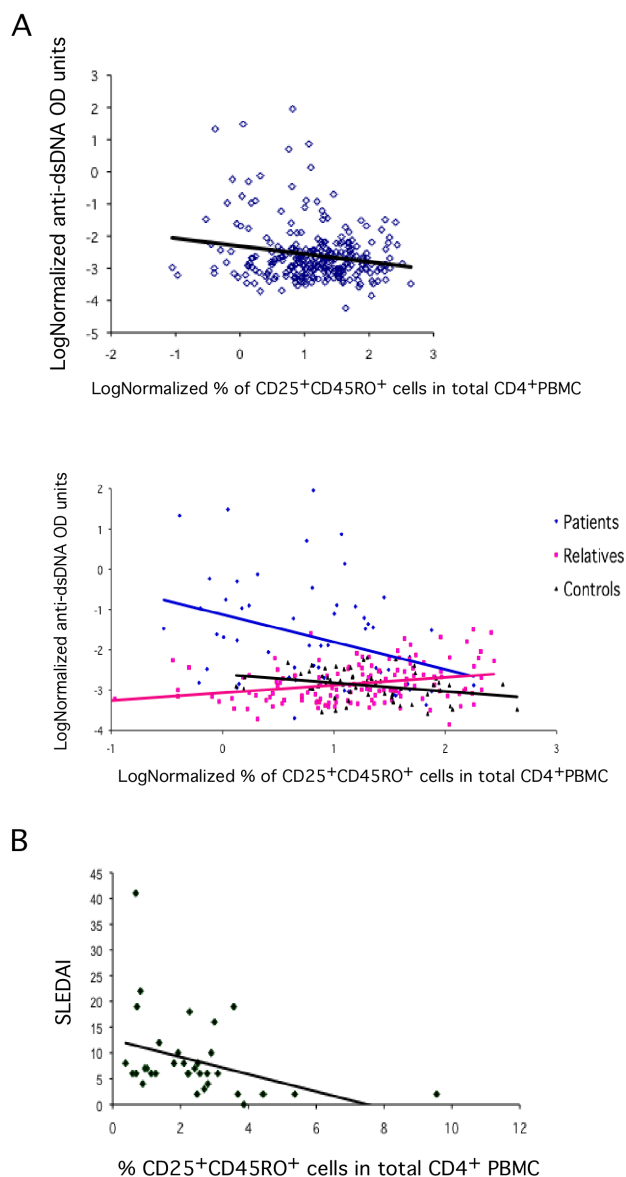 A
LogNormalized anti-dsDNA OD units
3
2
1
0
-1
-2
-3
-4
-5
-2 -1 0 1 2 3
LogNormalized % of CD25+CD45RO+ cells in total CD4+PBMC
LogNormalized anti-dsDNA OD units
2
1
0
-1
-2
-3
-4
-1 0 1 2 3
Patients
Relatives
Controls
LogNormalized % of CD25+CD45RO+ cells in total CD4+PBMC
B
SLEDAI
45
40
35
30
25
20
15
10
5
0
0 2 4 6 8 10 12
% CD25+CD45RO+ cells in total CD4+ PBMC